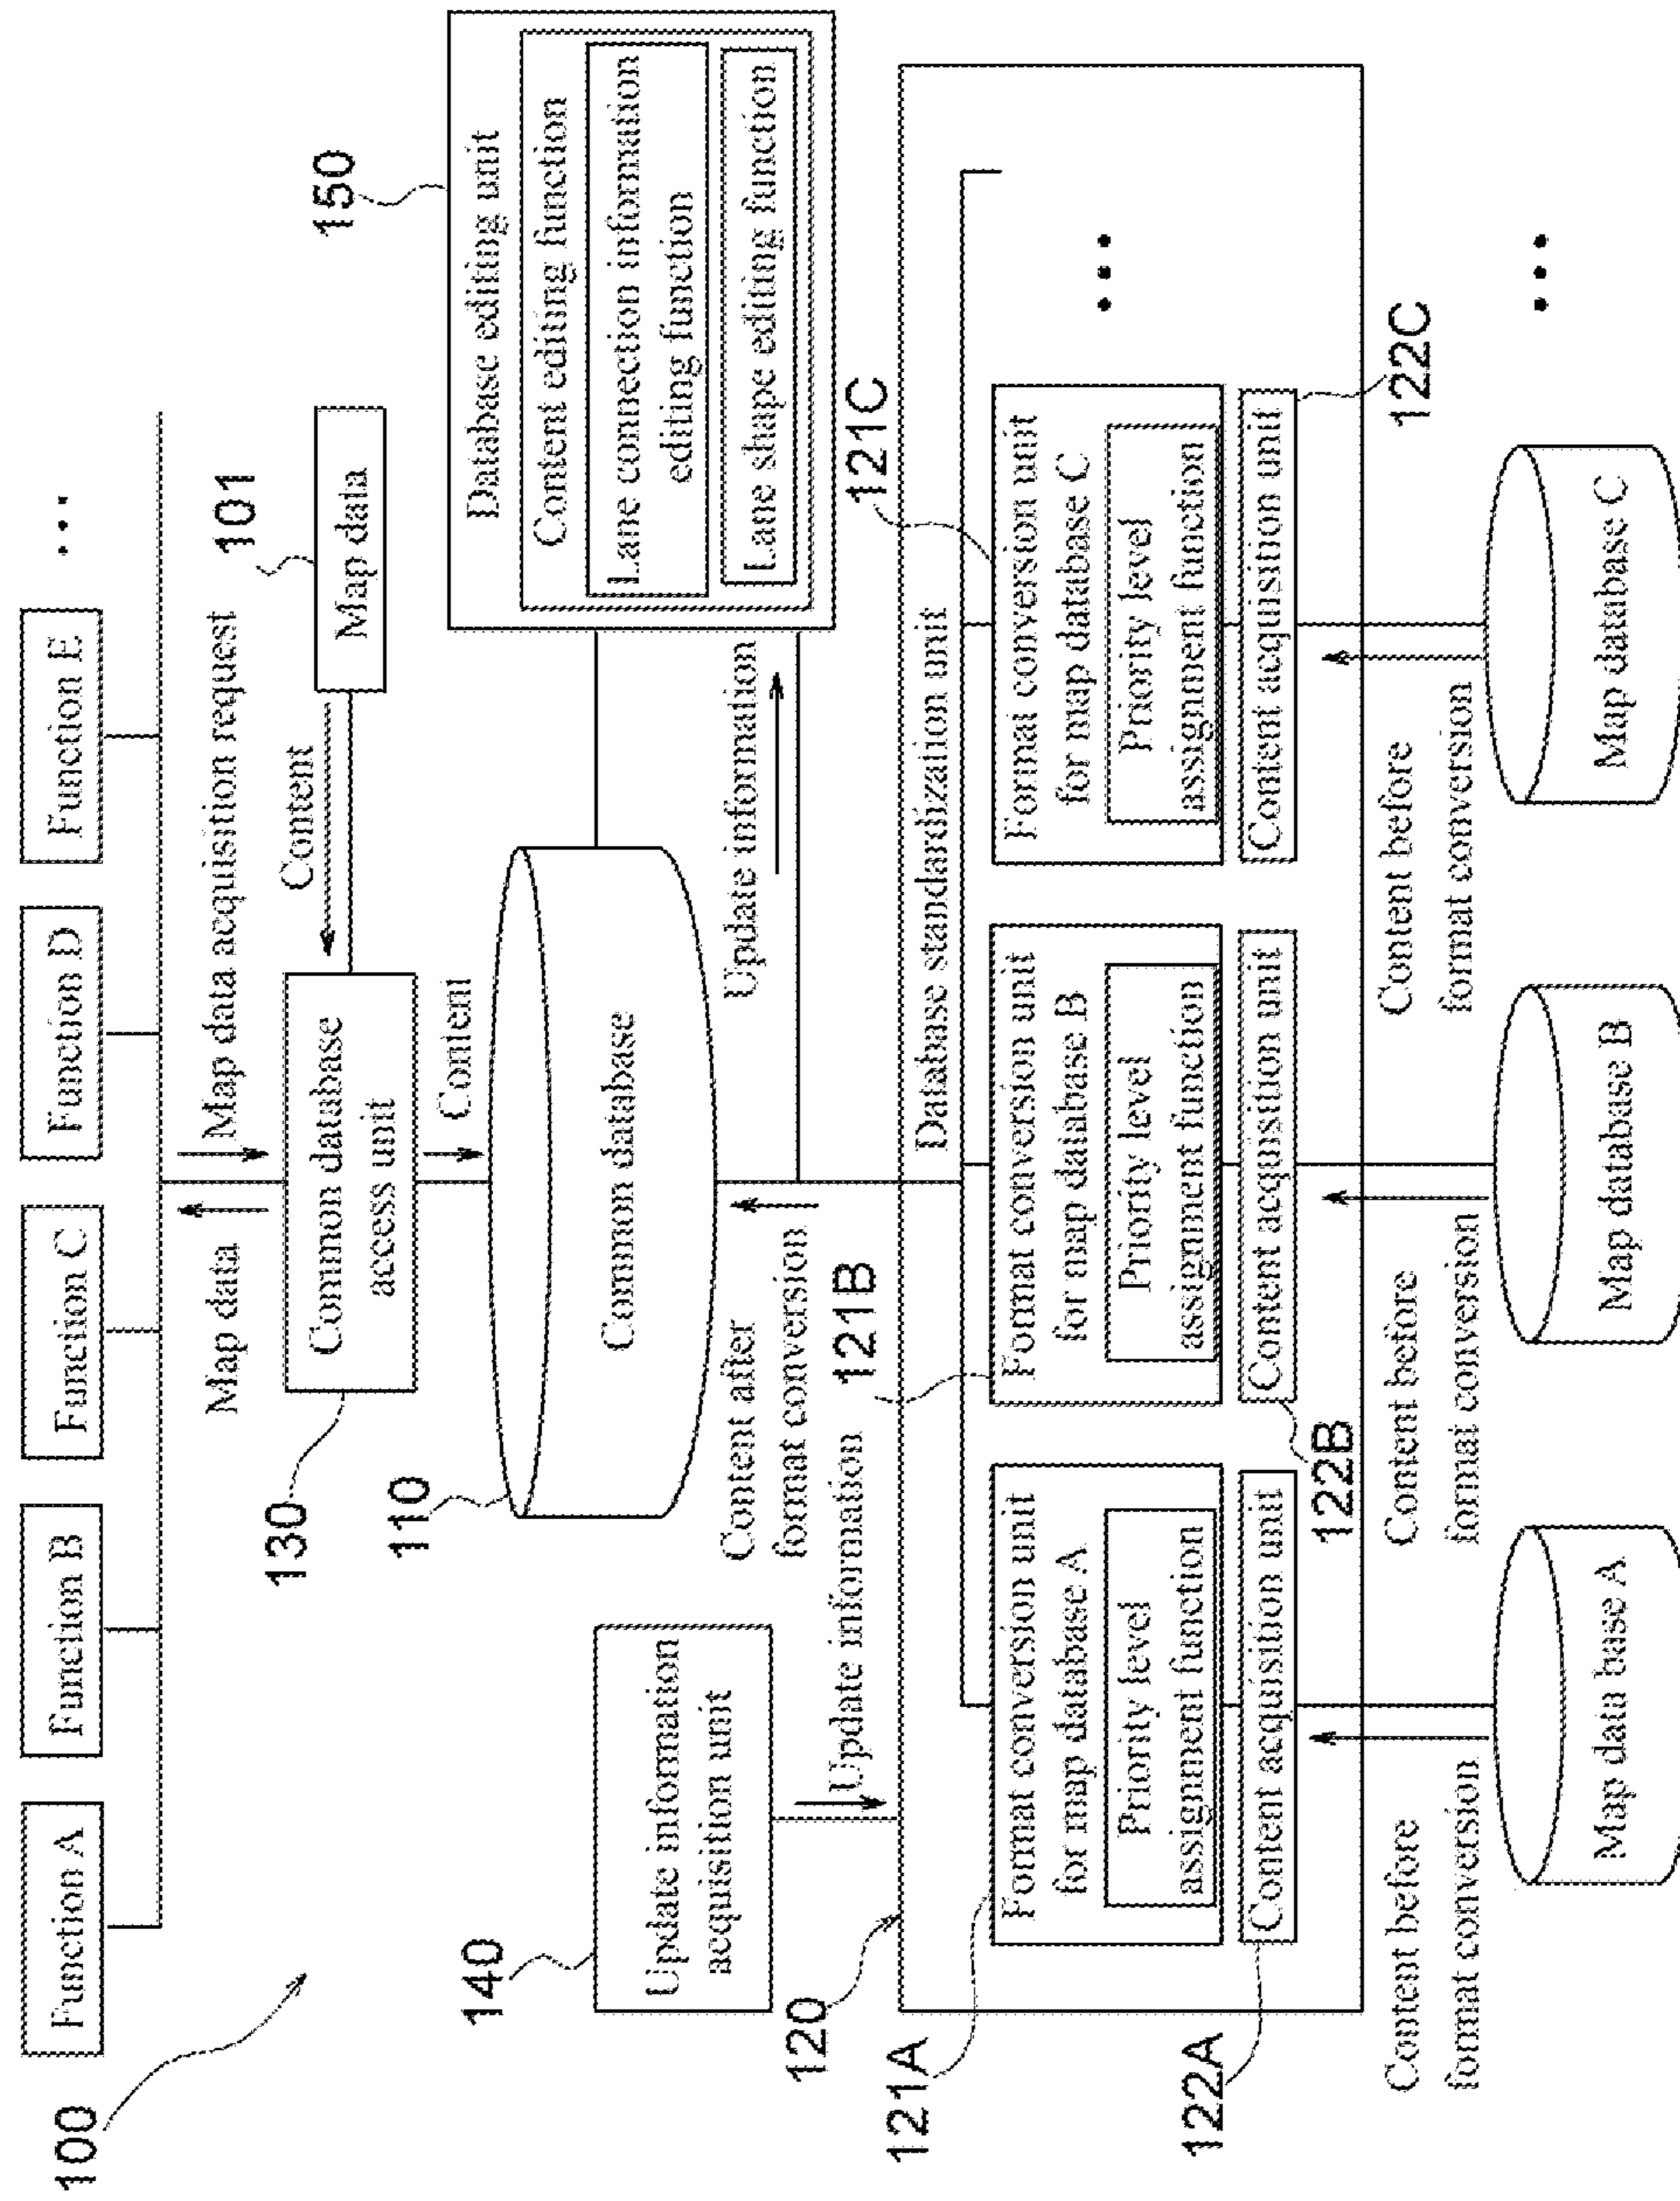 100
Function A
Function B
Function C
Function D
Function E
...
Map data
Map data acquisition request
101
Map data
Content
130
Common database
access unit
Content
110
Common database
150
Database editing unit
Content editing function
Lane connection information
editing function
Lane shape editing function
140
Update information
acquisition unit
Update information
Content after
format conversion
Update information
120
Database standardization unit
121A
Format conversion unit
for map database A
Priority level
assignment function
122A
Content acquisition unit
121B
Format conversion unit
for map database B
Priority level
assignment function
122B
Content acquisition unit
121C
Format conversion unit
for map database C
Priority level
assignment function
122C
Content acquisition unit
...
Content before
format conversion
Map data base A
Content before
format conversion
Map database B
Content before
format conversion
Map database C
...